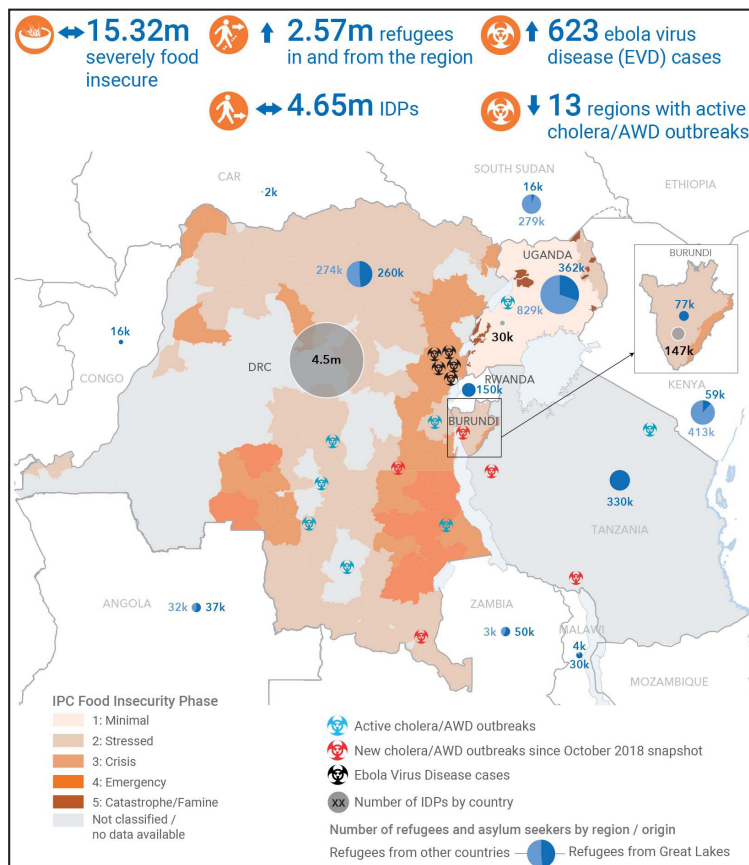 15.32m
severely food
insecure
2.57m refugees
in and from the region
623 ebola virus
disease (EVD) cases
4.65m IDPs
13 regions with active
cholera/AWD outbreaks
CAR
2k
SOUTH SUDAN
16k
279k
ETHIOPIA
UGANDA
362k
829k
30k
274k
260k
BURUNDI
77k
147k
16k
CONGO
DRC
4.5m
RWANDA
150k
BURUNDI
KENYA
59k
413k
330k
TANZANIA
ANGOLA
32k
37k
ZAMBIA
3k
50k
MALAWI
4k
30k
MOZAMBIQUE
IPC Food Insecurity Phase
1: Minimal
2: Stressed
3: Crisis
4: Emergency
5: Catastrophe/Famine
Not classified /
no data available
Active cholera/AWD outbreaks
New cholera/AWD outbreaks since October 2018 snapshot
Ebola Virus Disease cases
xx Number of IDPs by country
Number of refugees and asylum seekers by region / origin
Refugees from other countries
Refugees from Great Lakes